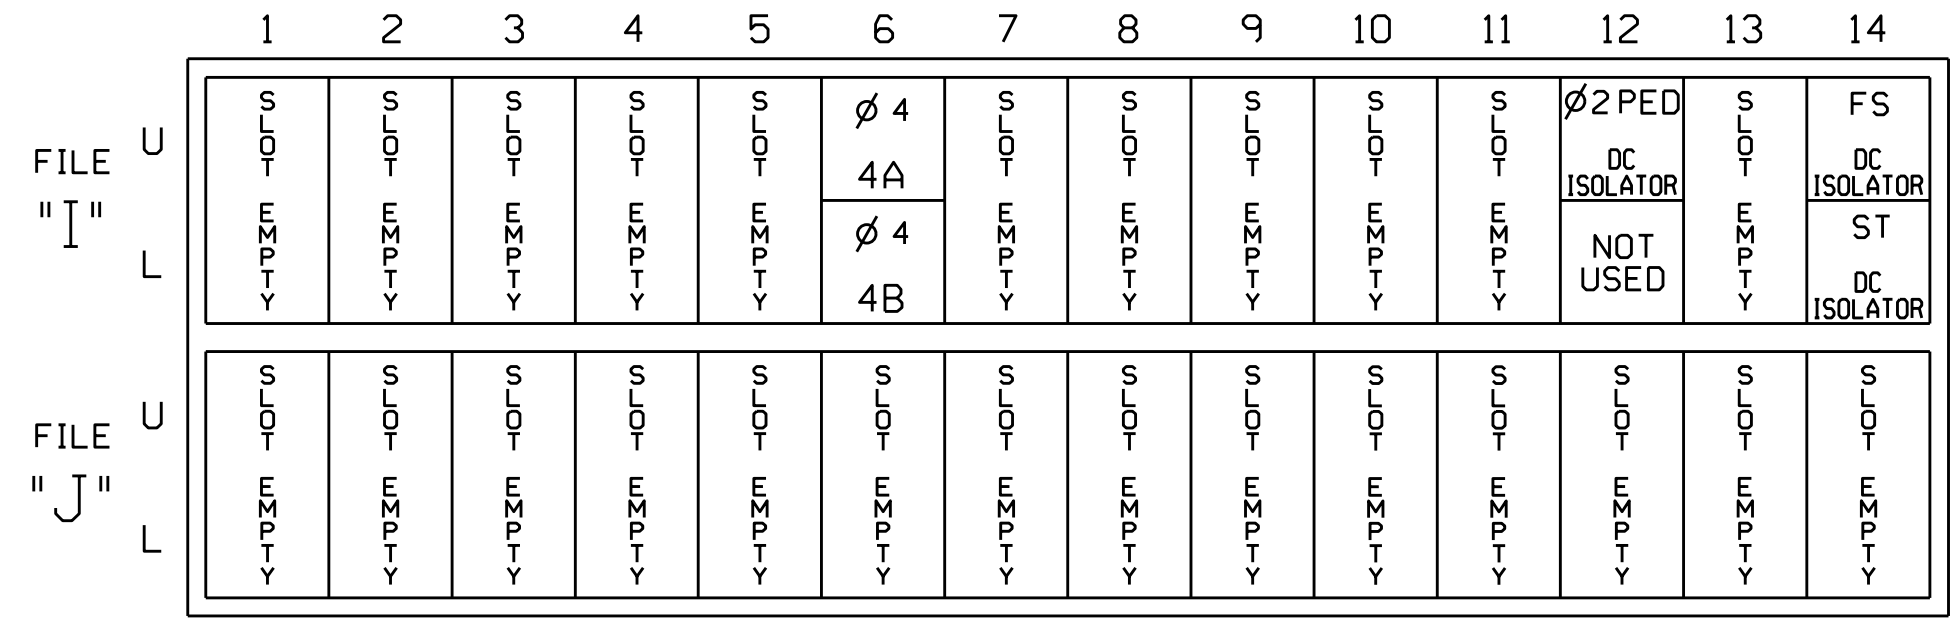 1 2 3 4 5 6 7 8 9 10 11 12 13 14
FILE
"I"
U
L
SLOT EMPTY
SLOT EMPTY
SLOT EMPTY
SLOT EMPTY
SLOT EMPTY
Ø 4
4A
Ø 4
4B
SLOT EMPTY
SLOT EMPTY
SLOT EMPTY
SLOT EMPTY
SLOT EMPTY
Ø2 PED
DC
ISOLATOR
NOT
USED
SLOT EMPTY
FS
DC
ISOLATOR
ST
DC
ISOLATOR
FILE
"J"
U
L
SLOT EMPTY
SLOT EMPTY
SLOT EMPTY
SLOT EMPTY
SLOT EMPTY
SLOT EMPTY
SLOT EMPTY
SLOT EMPTY
SLOT EMPTY
SLOT EMPTY
SLOT EMPTY
SLOT EMPTY
SLOT EMPTY
SLOT EMPTY